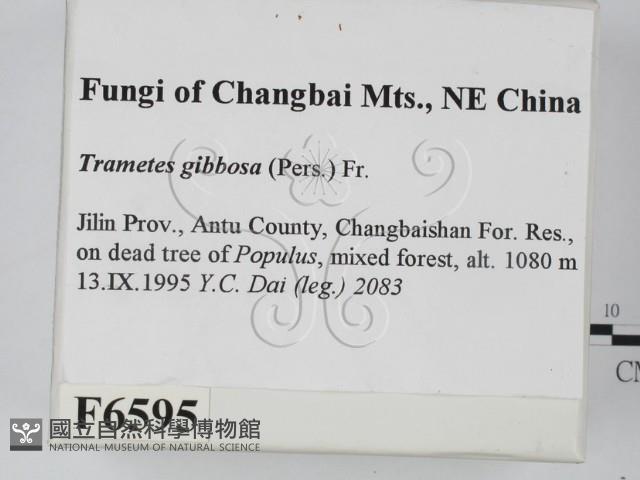 Fungi of Changbai Mts., NE China
Trametes gibbosa (Pers.) Fr.
Jilin Prov., Antu County, Changbaishan For. Res.,
on dead tree of Populus, mixed forest, alt. 1080 m
13.IX.1995 Y.C. Dai (leg.) 2083
10
CM
F6595
國立自然科學博物館
NATIONAL MUSEUM OF NATURAL SCIENCE